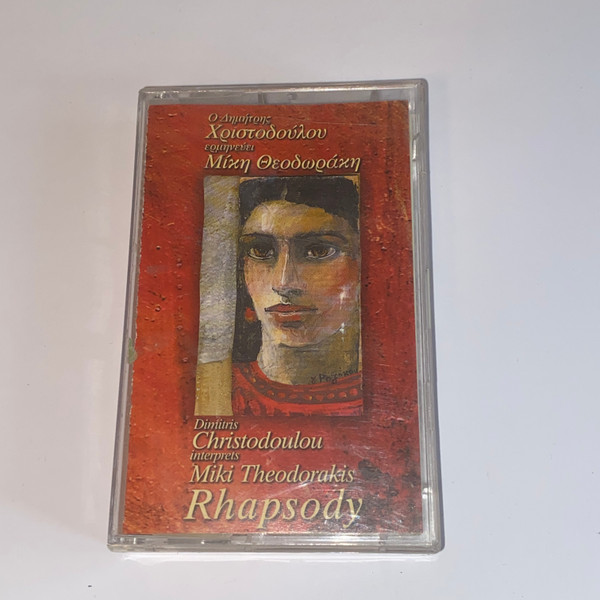 Ο Δημήτρης
Χριστοδούλου
ερμηνεύει
Μίκη Θεοδωράκη
Dimitris
Christodoulou
interprets
Miki Theodorakis
Rhapsody